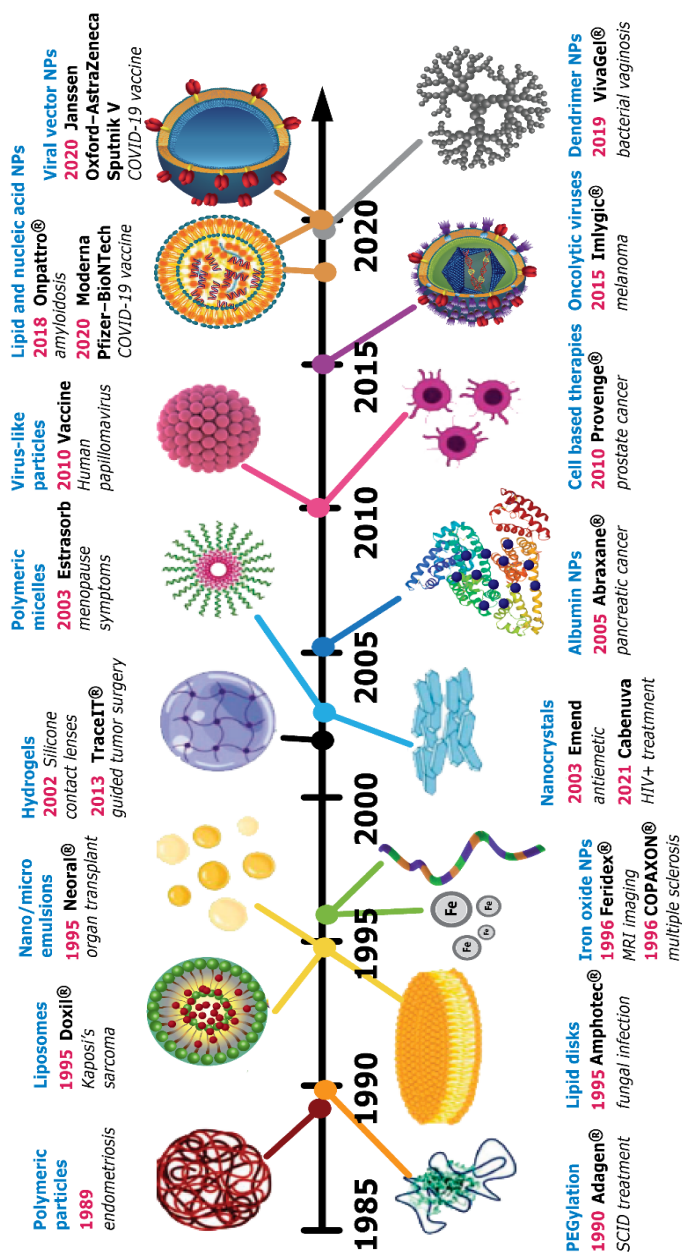 Polymeric
particles
1989
endometriosis
Liposomes
1995 Doxil®
Kaposi's
sarcoma
Nano/micro
emulsions
1995 Neoral®
organ transplant
Hydrogels
2002 Silicone
contact lenses
2013 TraceIT®
guided tumor surgery
Polymeric
micelles
2003 Estrasorb
menopause
symptoms
Virus-like
particles
2010 Vaccine
Human
papillomavirus
Lipid and nucleic acid NPs
2018 Onpattro®
amyloidosis
2020 Moderna
Pfizer–BioNTech
COVID-19 vaccine
Viral vector NPs
2020 Janssen
Oxford–AstraZeneca
Sputnik V
COVID-19 vaccine
1985
1990
1995
2000
2005
2010
2015
2020
Fe
Fe
Fe
PEGylation
1990 Adagen®
SCID treatment
Lipid disks
1995 Amphotec®
fungal infection
Iron oxide NPs
1996 Feridex®
MRI imaging
1996 COPAXON®
multiple sclerosis
Nanocrystals
2003 Emend
antiemetic
2021 Cabenuva
HIV+ treatmnent
Albumin NPs
2005 Abraxane®
pancreatic cancer
Cell based therapies
2010 Provenge®
prostate cancer
Oncolytic viruses
2015 Imlygic®
melanoma
Dendrimer NPs
2019 VivaGel®
bacterial vaginosis